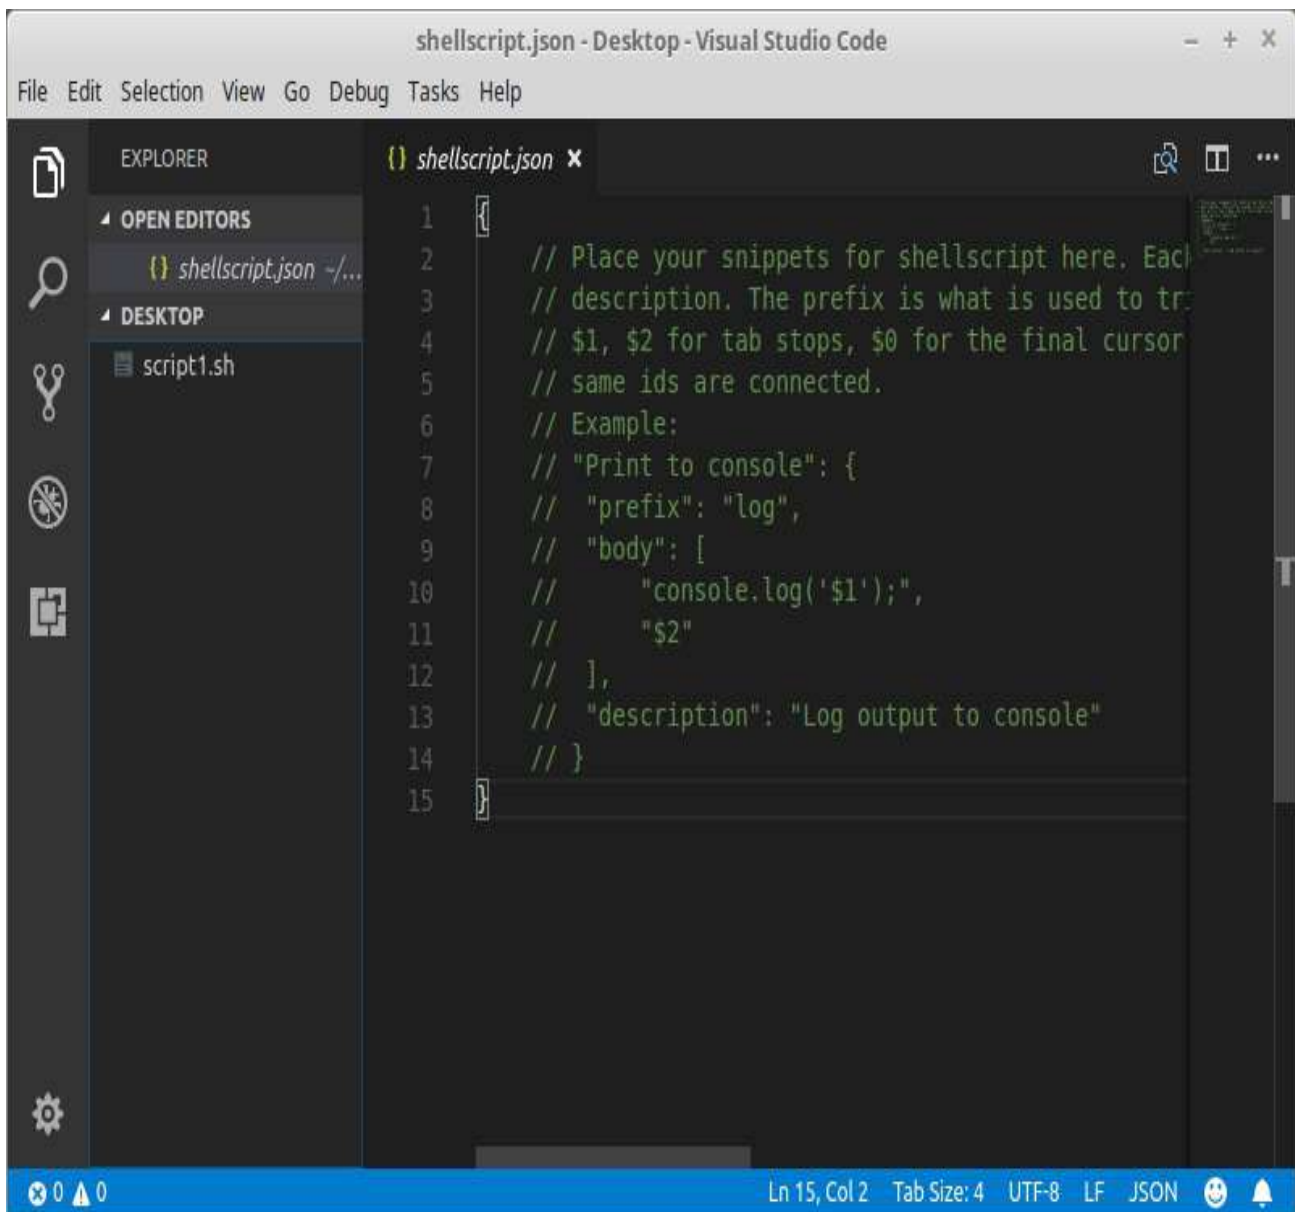 shellscript.json - Desktop - Visual Studio Code
File Edit Selection View Go Debug Tasks Help
EXPLORER
OPEN EDITORS
{} shellscript.json ~/...
DESKTOP
script1.sh
{} shellscript.json
1 {
2 // Place your snippets for shellscript here. Each
3 // description. The prefix is what is used to tr
4 // $1, $2 for tab stops, $0 for the final cursor
5 // same ids are connected.
6 // Example:
7 // "Print to console": {
8 // "prefix": "log",
9 // "body": [
10 // "console.log('$1');",
11 // "$2"
12 // ],
13 // "description": "Log output to console"
14 // }
15 }
0 0 Ln 15, Col 2 Tab Size: 4 UTF-8 LF JSON